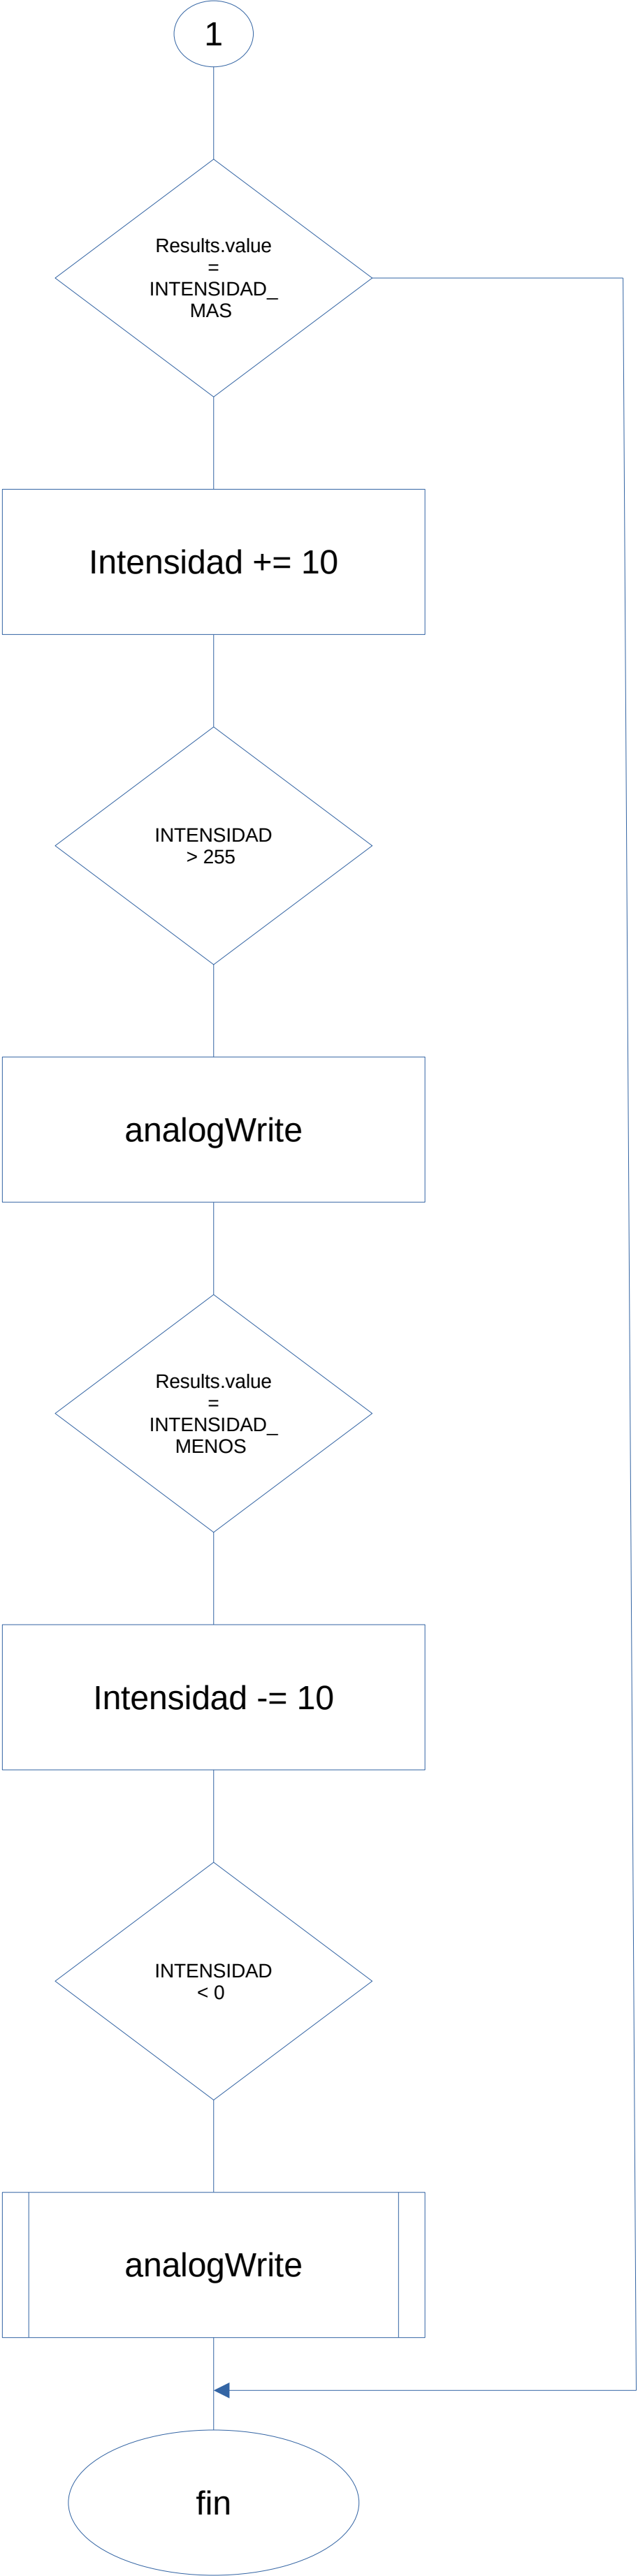 1
Results.value
=
INTENSIDAD_
MAS
Intensidad += 10
INTENSIDAD
> 255
analogWrite
Results.value
=
INTENSIDAD_
MENOS
Intensidad -= 10
INTENSIDAD
< 0
analogWrite
fin